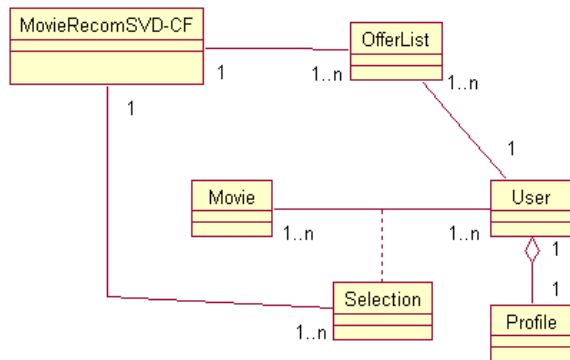 MovieRecomSVD-CF
OfferList
1
1..n
1..n
1
1
Movie
User
1..n
1..n
1
Selection
1
1..n
Profile